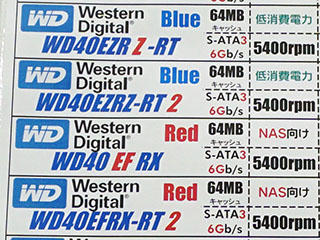 WD Western Digital Blue 64MB キャッシュ 低消費電力
WD40EZRZ-RT S-ATA3 6Gb/s 5400rpm
WD Western Digital Blue 64MB キャッシュ 低消費電力
WD40EZRZ-RT2 S-ATA3 6Gb/s 5400rpm
WD Western Digital Red 64MB キャッシュ NAS向け
WD40EFRX S-ATA3 6Gb/s 5400rpm
WD Western Digital Red 64MB キャッシュ NAS向け
WD40EFRX-RT2 S-ATA3 6Gb/s 5400rpm